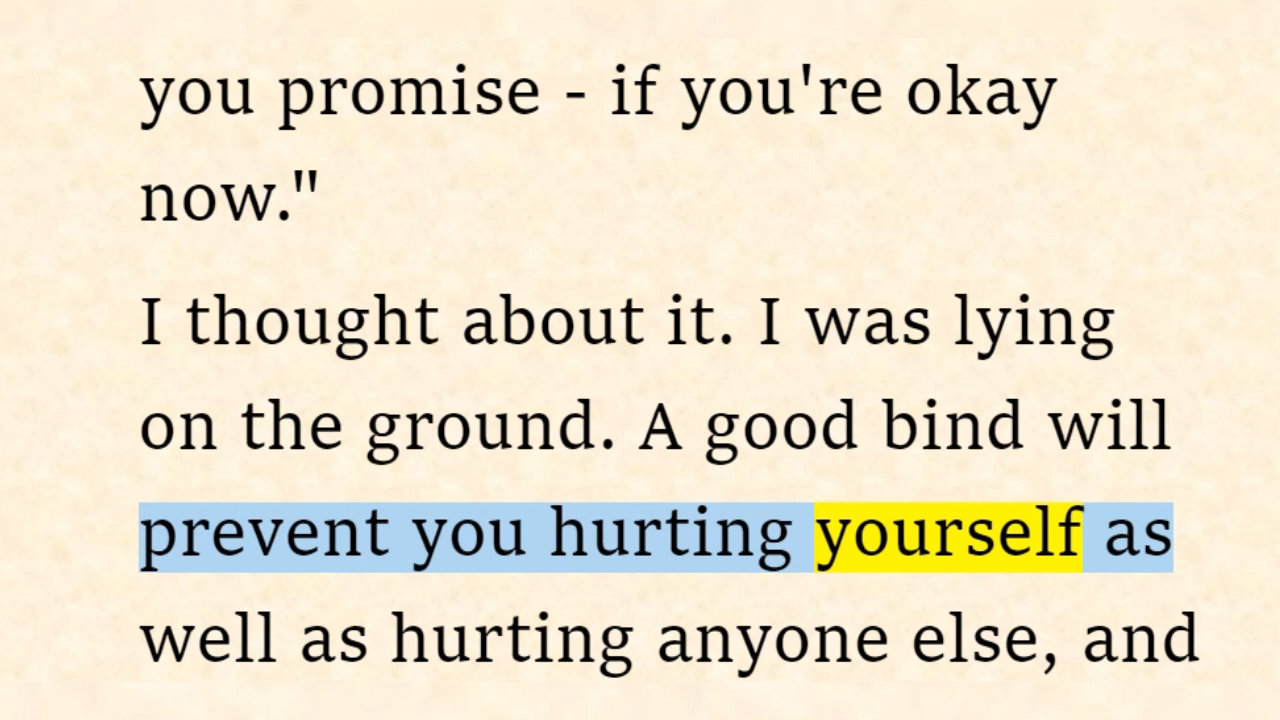 you promise - if you're okay
now."
I thought about it. I was lying
on the ground. A good bind will
prevent you hurting yourself as
well as hurting anyone else, and